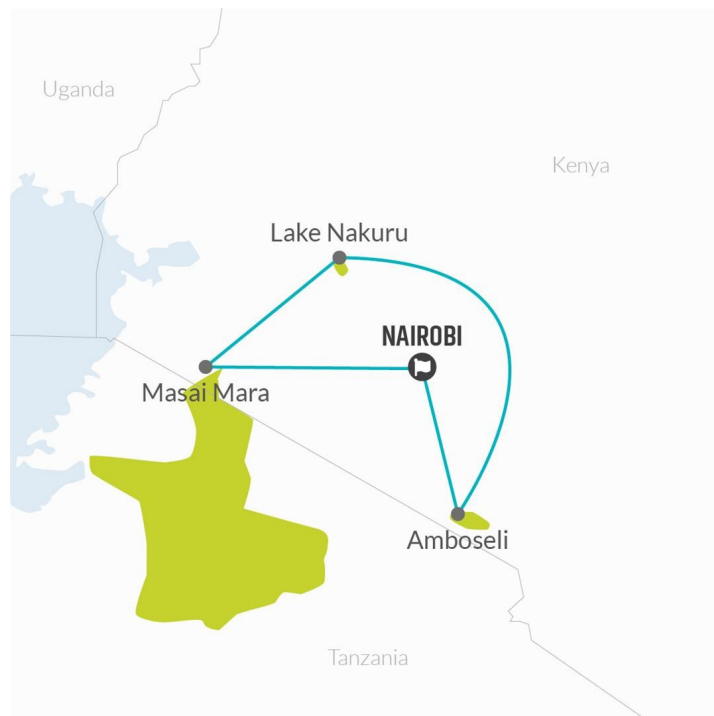 Uganda
Kenya
Lake Nakuru
NAIROBI
Masai Mara
Amboseli
Tanzania